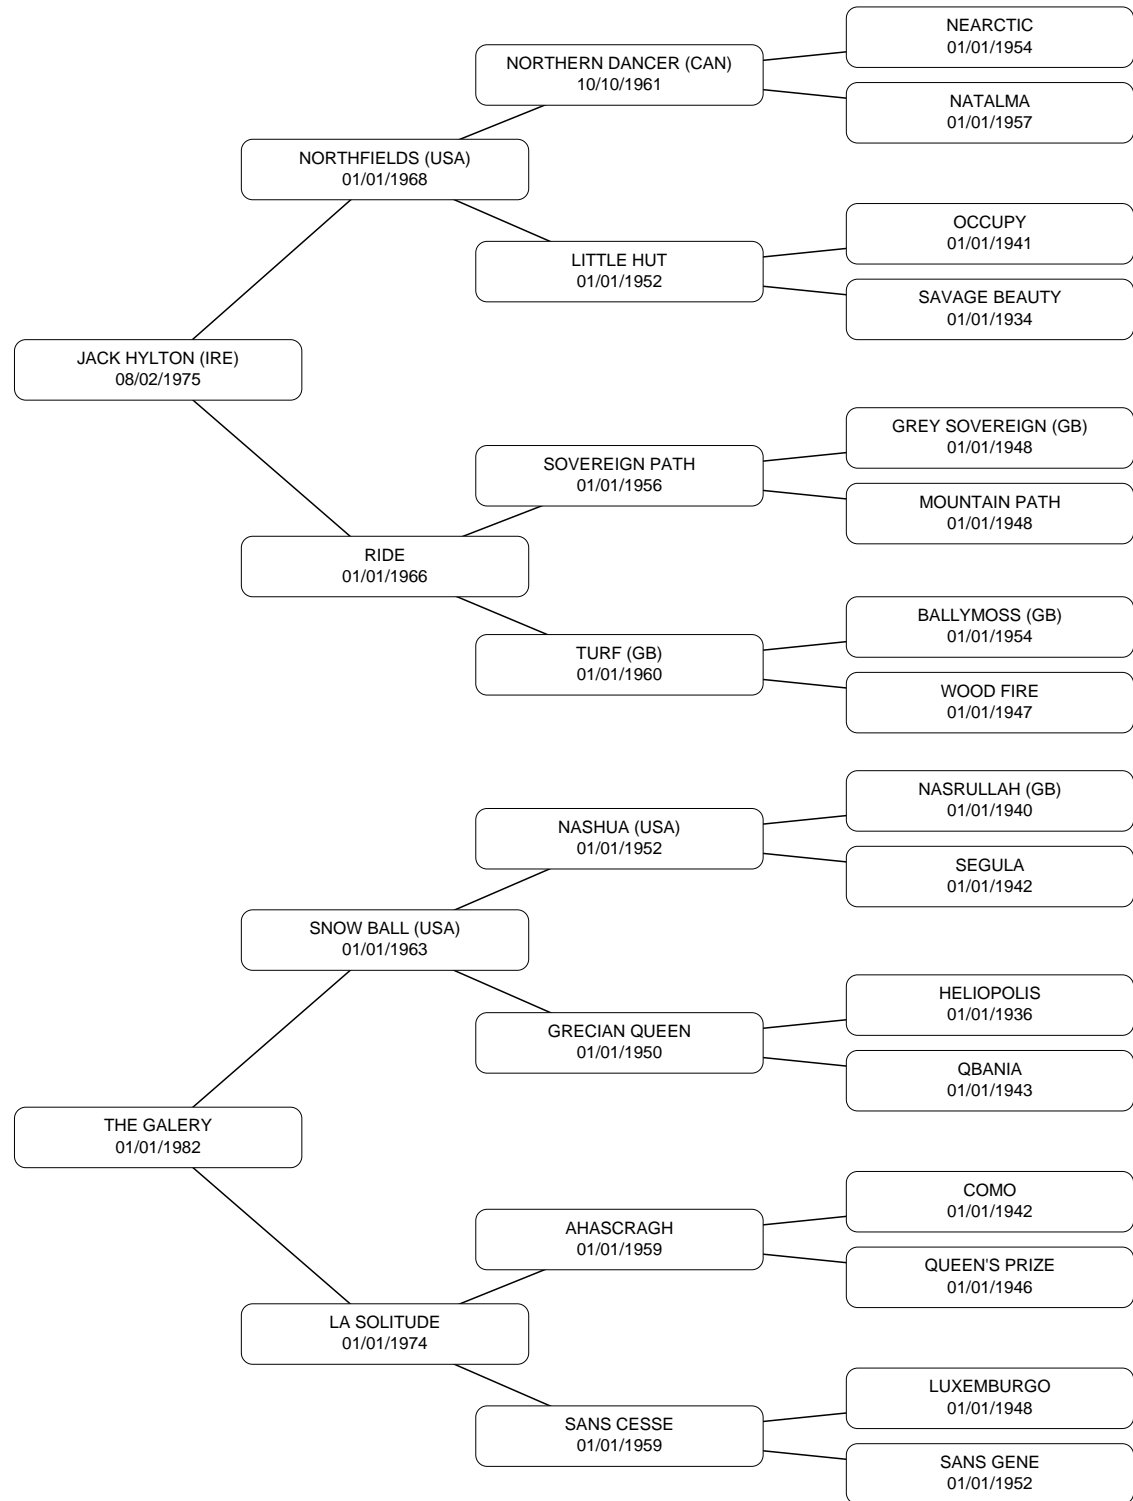 NEARCTIC
01/01/1954
NORTHERN DANCER (CAN)
10/10/1961
NATALMA
01/01/1957
NORTHFIELDS (USA)
01/01/1968
OCCUPY
01/01/1941
LITTLE HUT
01/01/1952
SAVAGE BEAUTY
01/01/1934
JACK HYLTON (IRE)
08/02/1975
GREY SOVEREIGN (GB)
01/01/1948
SOVEREIGN PATH
01/01/1956
MOUNTAIN PATH
01/01/1948
RIDE
01/01/1966
BALLYMOSS (GB)
01/01/1954
TURF (GB)
01/01/1960
WOOD FIRE
01/01/1947
NASRULLAH (GB)
01/01/1940
NASHUA (USA)
01/01/1952
SEGULA
01/01/1942
SNOW BALL (USA)
01/01/1963
HELIOPOLIS
01/01/1936
GRECIAN QUEEN
01/01/1950
QBANIA
01/01/1943
THE GALERY
01/01/1982
COMO
01/01/1942
AHASCRAGH
01/01/1959
QUEEN'S PRIZE
01/01/1946
LA SOLITUDE
01/01/1974
LUXEMBURGO
01/01/1948
SANS CESSE
01/01/1959
SANS GENE
01/01/1952